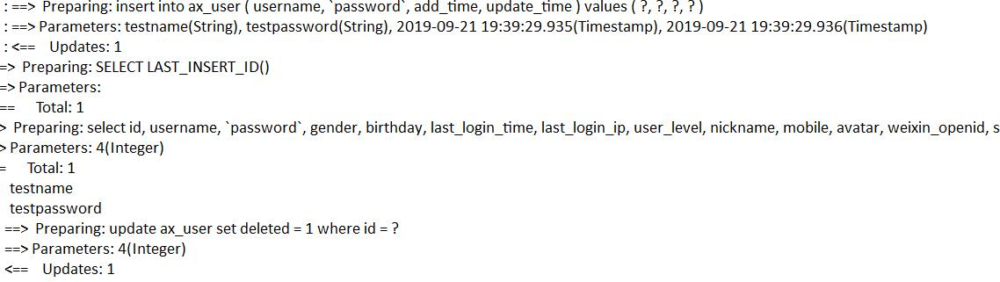 : ==>  Preparing: insert into ax_user ( username, `password`, add_time, update_time ) values ( ?, ?, ?, ? )
: ==> Parameters: testname(String), testpassword(String), 2019-09-21 19:39:29.935(Timestamp), 2019-09-21 19:39:29.936(Timestamp)
: <==    Updates: 1
=>  Preparing: SELECT LAST_INSERT_ID()
=> Parameters:
==      Total: 1
>  Preparing: select id, username, `password`, gender, birthday, last_login_time, last_login_ip, user_level, nickname, mobile, avatar, weixin_openid, s
> Parameters: 4(Integer)
=      Total: 1
testname
testpassword
==>  Preparing: update ax_user set deleted = 1 where id = ?
==> Parameters: 4(Integer)
<==    Updates: 1